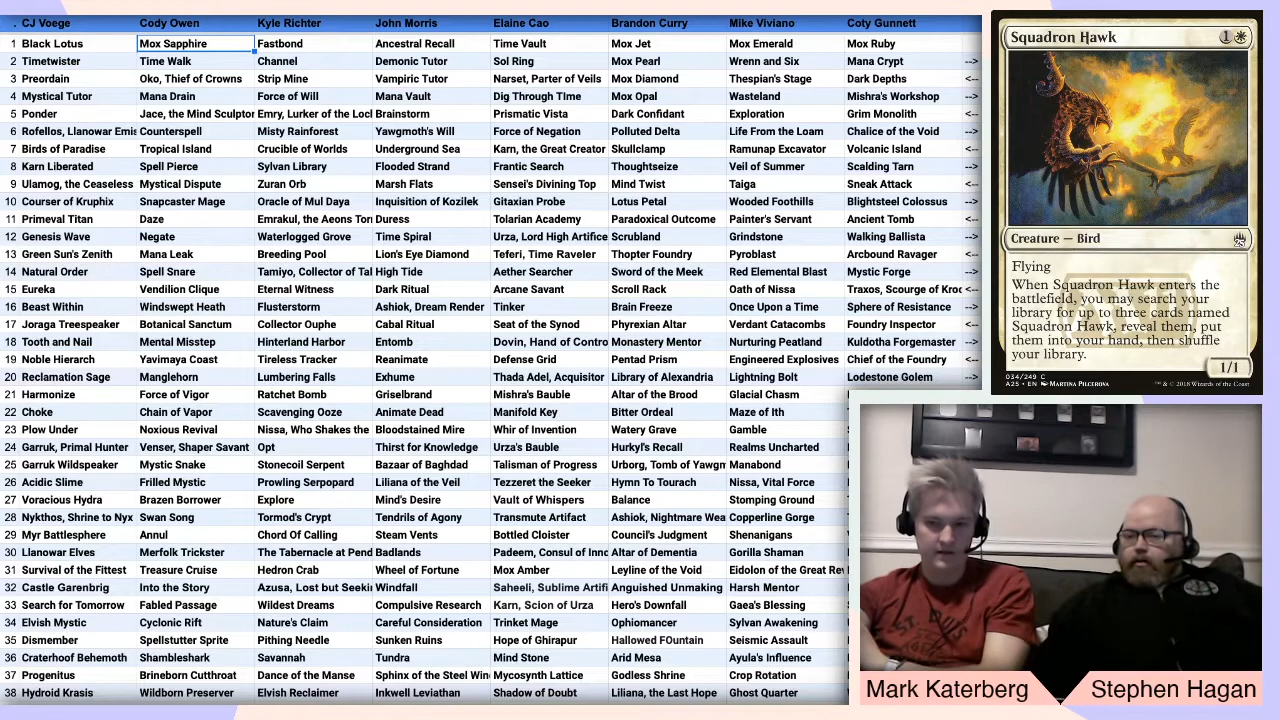 . CJ Voege Cody Owen Kyle Richter John Morris Elaine Cao Brandon Curry Mike Viviano Coty Gunnett
1 Black Lotus Mox Sapphire Fastbond Ancestral Recall Time Vault Mox Jet Mox Emerald Mox Ruby
2 Timetwister Time Walk Channel Demonic Tutor Sol Ring Mox Pearl Wrenn and Six Mana Crypt -->
3 Preordain Oko, Thief of Crowns Strip Mine Vampiric Tutor Narset, Parter of Veils Mox Diamond Thespian's Stage Dark Depths <--
4 Mystical Tutor Mana Drain Force of Will Mana Vault Dig Through TIme Mox Opal Wasteland Mishra's Workshop -->
5 Ponder Jace, the Mind Sculptor Emry, Lurker of the Locl Brainstorm Prismatic Vista Dark Confidant Exploration Grim Monolith <--
6 Rofellos, Llanowar Emis Counterspell Misty Rainforest Yawgmoth's Will Force of Negation Polluted Delta Life From the Loam Chalice of the Void -->
7 Birds of Paradise Tropical Island Crucible of Worlds Underground Sea Karn, the Great Creator Skullclamp Ramunap Excavator Volcanic Island <--
8 Karn Liberated Spell Pierce Sylvan Library Flooded Strand Frantic Search Thoughtseize Veil of Summer Scalding Tarn -->
9 Ulamog, the Ceaseless Mystical Dispute Zuran Orb Marsh Flats Sensei's Divining Top Mind Twist Taiga Sneak Attack <--
10 Courser of Kruphix Snapcaster Mage Oracle of Mul Daya Inquisition of Kozilek Gitaxian Probe Lotus Petal Wooded Foothills Blightsteel Colossus -->
11 Primeval Titan Daze Emrakul, the Aeons Torn Duress Tolarian Academy Paradoxical Outcome Painter's Servant Ancient Tomb <--
12 Genesis Wave Negate Waterlogged Grove Time Spiral Urza, Lord High Artifice Scrubland Grindstone Walking Ballista -->
13 Green Sun's Zenith Mana Leak Breeding Pool Lion's Eye Diamond Teferi, Time Raveler Thopter Foundry Pyroblast Arcbound Ravager <--
14 Natural Order Spell Snare Tamiyo, Collector of Tal High Tide Aether Searcher Sword of the Meek Red Elemental Blast Mystic Forge -->
15 Eureka Vendilion Clique Eternal Witness Dark Ritual Arcane Savant Scroll Rack Oath of Nissa Traxos, Scourge of Kroo <--
16 Beast Within Windswept Heath Flusterstorm Ashiok, Dream Render Tinker Brain Freeze Once Upon a Time Sphere of Resistance -->
17 Joraga Treespeaker Botanical Sanctum Collector Ouphe Cabal Ritual Seat of the Synod Phyrexian Altar Verdant Catacombs Foundry Inspector <--
18 Tooth and Nail Mental Misstep Hinterland Harbor Entomb Dovin, Hand of Contro Monastery Mentor Nurturing Peatland Kuldotha Forgemaster -->
19 Noble Hierarch Yavimaya Coast Tireless Tracker Reanimate Defense Grid Pentad Prism Engineered Explosives Chief of the Foundry <--
20 Reclamation Sage Manglehorn Lumbering Falls Exhume Thada Adel, Acquisitor Library of Alexandria Lightning Bolt Lodestone Golem -->
21 Harmonize Force of Vigor Ratchet Bomb Griselbrand Mishra's Bauble Altar of the Brood Glacial Chasm
22 Choke Chain of Vapor Scavenging Ooze Animate Dead Manifold Key Bitter Ordeal Maze of Ith
23 Plow Under Noxious Revival Nissa, Who Shakes the Bloodstained Mire Whir of Invention Watery Grave Gamble
24 Garruk, Primal Hunter Venser, Shaper Savant Opt Thirst for Knowledge Urza's Bauble Hurkyl's Recall Realms Uncharted
25 Garruk Wildspeaker Mystic Snake Stonecoil Serpent Bazaar of Baghdad Talisman of Progress Urborg, Tomb of Yawgm Manabond
26 Acidic Slime Frilled Mystic Prowling Serpopard Liliana of the Veil Tezzeret the Seeker Hymn To Tourach Nissa, Vital Force
27 Voracious Hydra Brazen Borrower Explore Mind's Desire Vault of Whispers Balance Stomping Ground
28 Nykthos, Shrine to Nyx Swan Song Tormod's Crypt Tendrils of Agony Transmute Artifact Ashiok, Nightmare Wea Copperline Gorge
29 Myr Battlesphere Annul Chord Of Calling Steam Vents Bottled Cloister Council's Judgment Shenanigans
30 Llanowar Elves Merfolk Trickster The Tabernacle at Pend Badlands Padeem, Consul of Inno Altar of Dementia Gorilla Shaman
31 Survival of the Fittest Treasure Cruise Hedron Crab Wheel of Fortune Mox Amber Leyline of the Void Eidolon of the Great Rev
32 Castle Garenbrig Into the Story Azusa, Lost but Seekin Windfall Saheeli, Sublime Artifi Anguished Unmaking Harsh Mentor
33 Search for Tomorrow Fabled Passage Wildest Dreams Compulsive Research Karn, Scion of Urza Hero's Downfall Gaea's Blessing
34 Elvish Mystic Cyclonic Rift Nature's Claim Careful Consideration Trinket Mage Ophiomancer Sylvan Awakening
35 Dismember Spellstutter Sprite Pithing Needle Sunken Ruins Hope of Ghirapur Hallowed FOuntain Seismic Assault
36 Craterhoof Behemoth Shambleshark Savannah Tundra Mind Stone Arid Mesa Ayula's Influence
37 Progenitus Brineborn Cutthroat Dance of the Manse Sphinx of the Steel Win Mycosynth Lattice Godless Shrine Crop Rotation
38 Hydroid Krasis Wildborn Preserver Elvish Reclaimer Inkwell Leviathan Shadow of Doubt Liliana, the Last Hope Ghost Quarter
Squadron Hawk 1
Creature — Bird
25
Flying
When Squadron Hawk enters the
battlefield, you may search your
library for up to three cards named
Squadron Hawk, reveal them, put
them into your hand, then shuffle
your library.
1/1
034/249 C
A25 • EN Martina Pilcerova
™ & © 2018 Wizards of the Coast
Mark Katerberg
Stephen Hagan